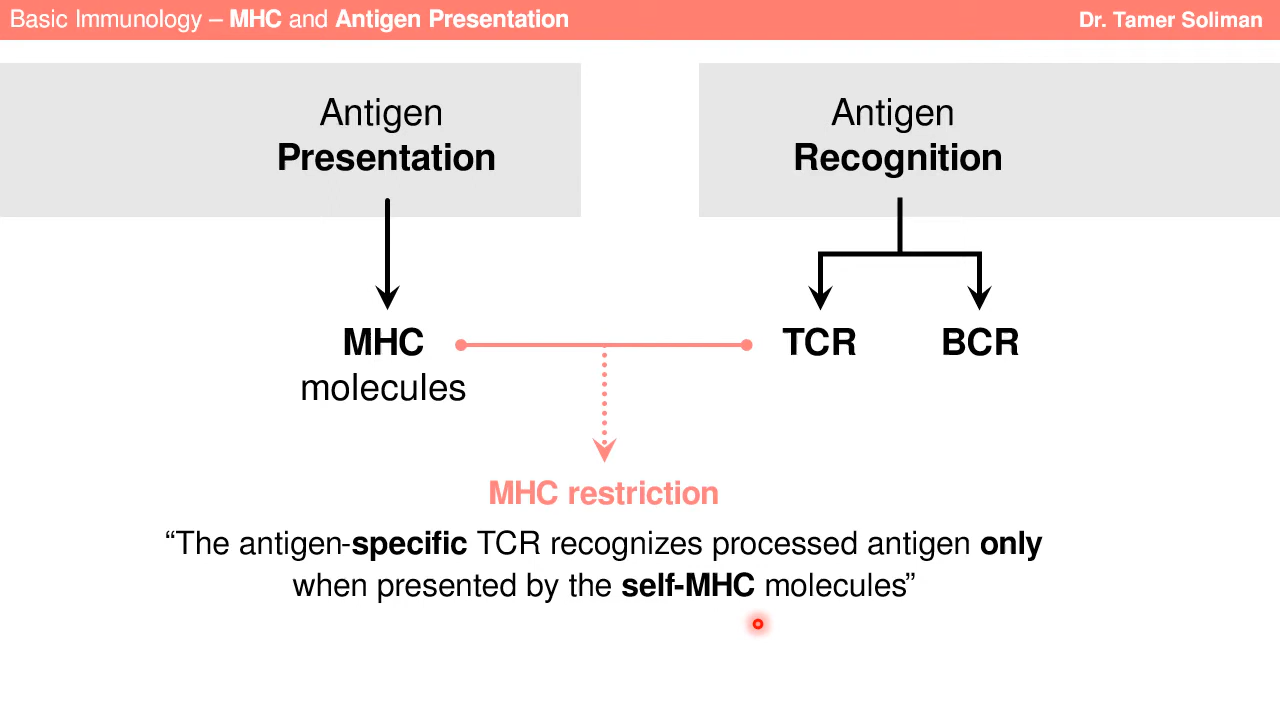 Basic Immunology – MHC and Antigen Presentation
Dr. Tamer Soliman
Antigen
Presentation
Antigen
Recognition
MHC
molecules
TCR
BCR
MHC restriction
“The antigen-specific TCR recognizes processed antigen only
when presented by the self-MHC molecules”